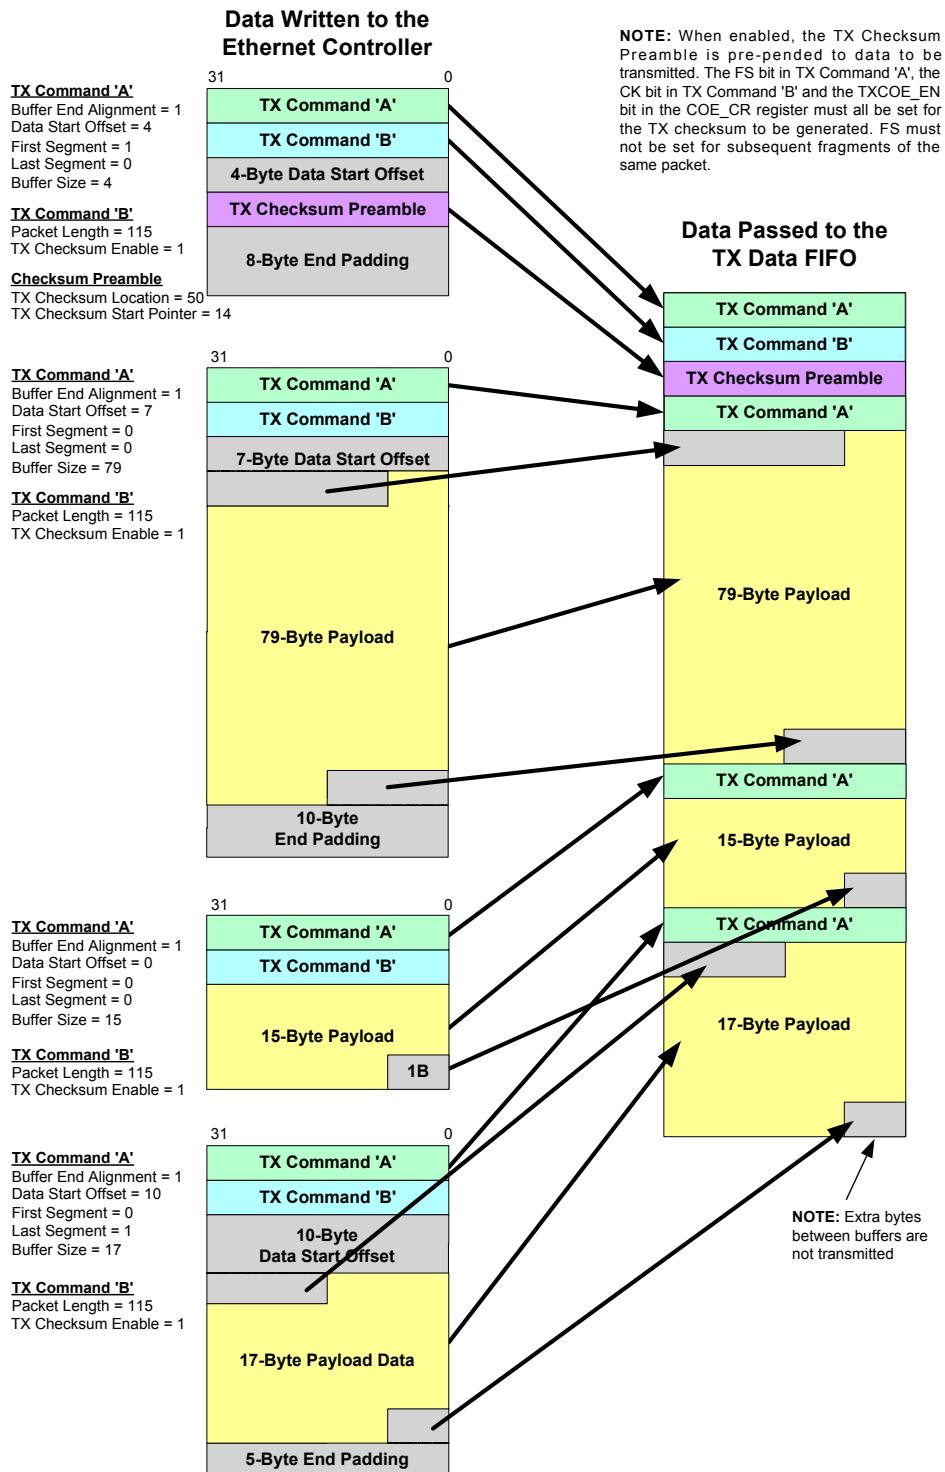 Data Written to the
Ethernet Controller
NOTE: When enabled, the TX Checksum
Preamble is pre-pended to data to be
transmitted. The FS bit in TX Command 'A', the
CK bit in TX Command 'B' and the TXCOE_EN
bit in the COE_CR register must all be set for
the TX checksum to be generated. FS must
not be set for subsequent fragments of the
same packet.
31 0
TX Command 'A'
Buffer End Alignment = 1
Data Start Offset = 4
First Segment = 1
Last Segment = 0
Buffer Size = 4
TX Command 'B'
Packet Length = 115
TX Checksum Enable = 1
Checksum Preamble
TX Checksum Location = 50
TX Checksum Start Pointer = 14
TX Command 'A'
TX Command 'B'
4-Byte Data Start Offset
TX Checksum Preamble
8-Byte End Padding
Data Passed to the
TX Data FIFO
TX Command 'A'
TX Command 'B'
TX Checksum Preamble
TX Command 'A'
79-Byte Payload
TX Command 'A'
15-Byte Payload
TX Command 'A'
17-Byte Payload
NOTE: Extra bytes
between buffers are
not transmitted
31 0
TX Command 'A'
Buffer End Alignment = 1
Data Start Offset = 7
First Segment = 0
Last Segment = 0
Buffer Size = 79
TX Command 'B'
Packet Length = 115
TX Checksum Enable = 1
TX Command 'A'
TX Command 'B'
7-Byte Data Start Offset
79-Byte Payload
10-Byte
End Padding
31 0
TX Command 'A'
Buffer End Alignment = 1
Data Start Offset = 0
First Segment = 0
Last Segment = 0
Buffer Size = 15
TX Command 'B'
Packet Length = 115
TX Checksum Enable = 1
TX Command 'A'
TX Command 'B'
15-Byte Payload
1B
31 0
TX Command 'A'
Buffer End Alignment = 1
Data Start Offset = 10
First Segment = 0
Last Segment = 1
Buffer Size = 17
TX Command 'B'
Packet Length = 115
TX Checksum Enable = 1
TX Command 'A'
TX Command 'B'
10-Byte
Data Start Offset
17-Byte Payload Data
5-Byte End Padding